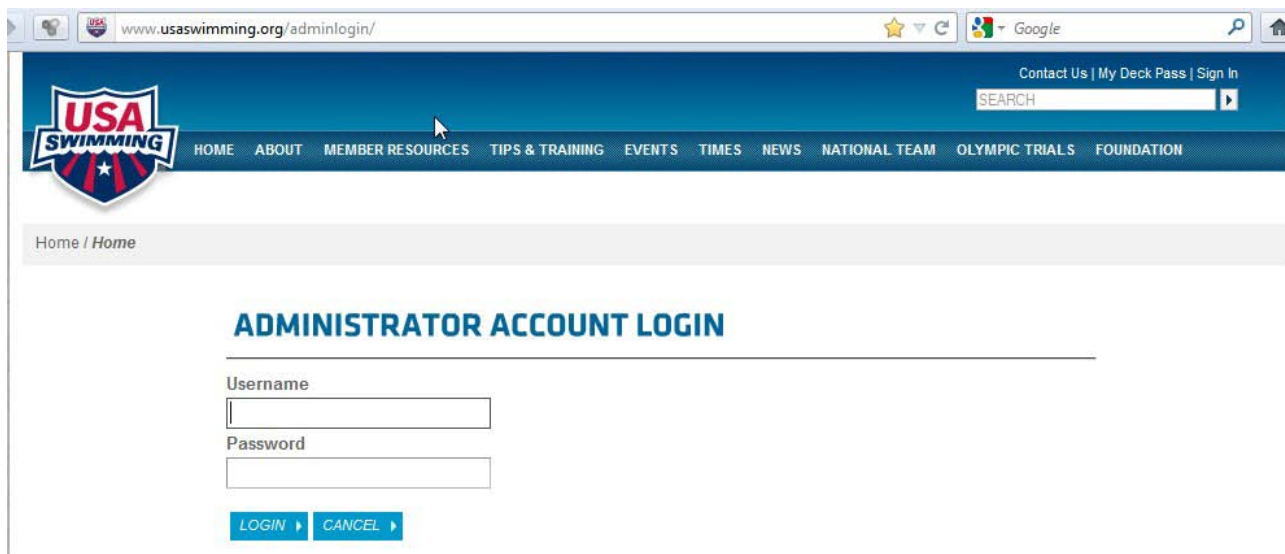 www.usaswimming.org/adminlogin/
Google
Contact Us | My Deck Pass | Sign In
SEARCH
USA
SWIMMING
HOME ABOUT MEMBER RESOURCES TIPS & TRAINING EVENTS TIMES NEWS NATIONAL TEAM OLYMPIC TRIALS FOUNDATION
Home / Home
ADMINISTRATOR ACCOUNT LOGIN
Username
Password
LOGIN CANCEL